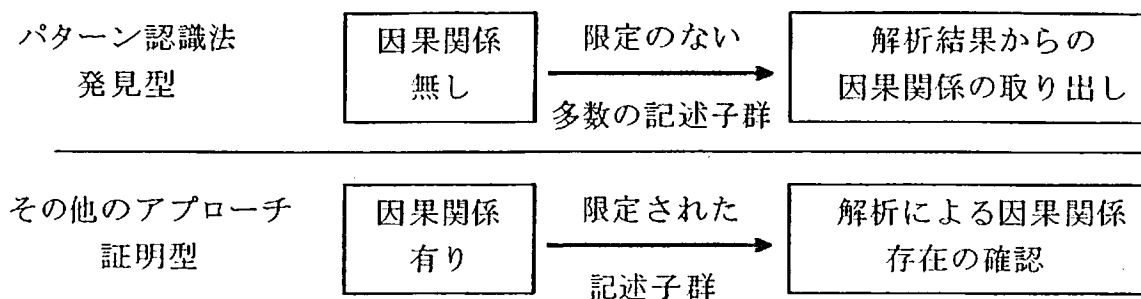 パターン認識法
発見型
因果関係
無し
限定のない
多数の記述子群
解析結果からの
因果関係の取り出し
その他のアプローチ
証明型
因果関係
有り
限定された
記述子群
解析による因果関係
存在の確認